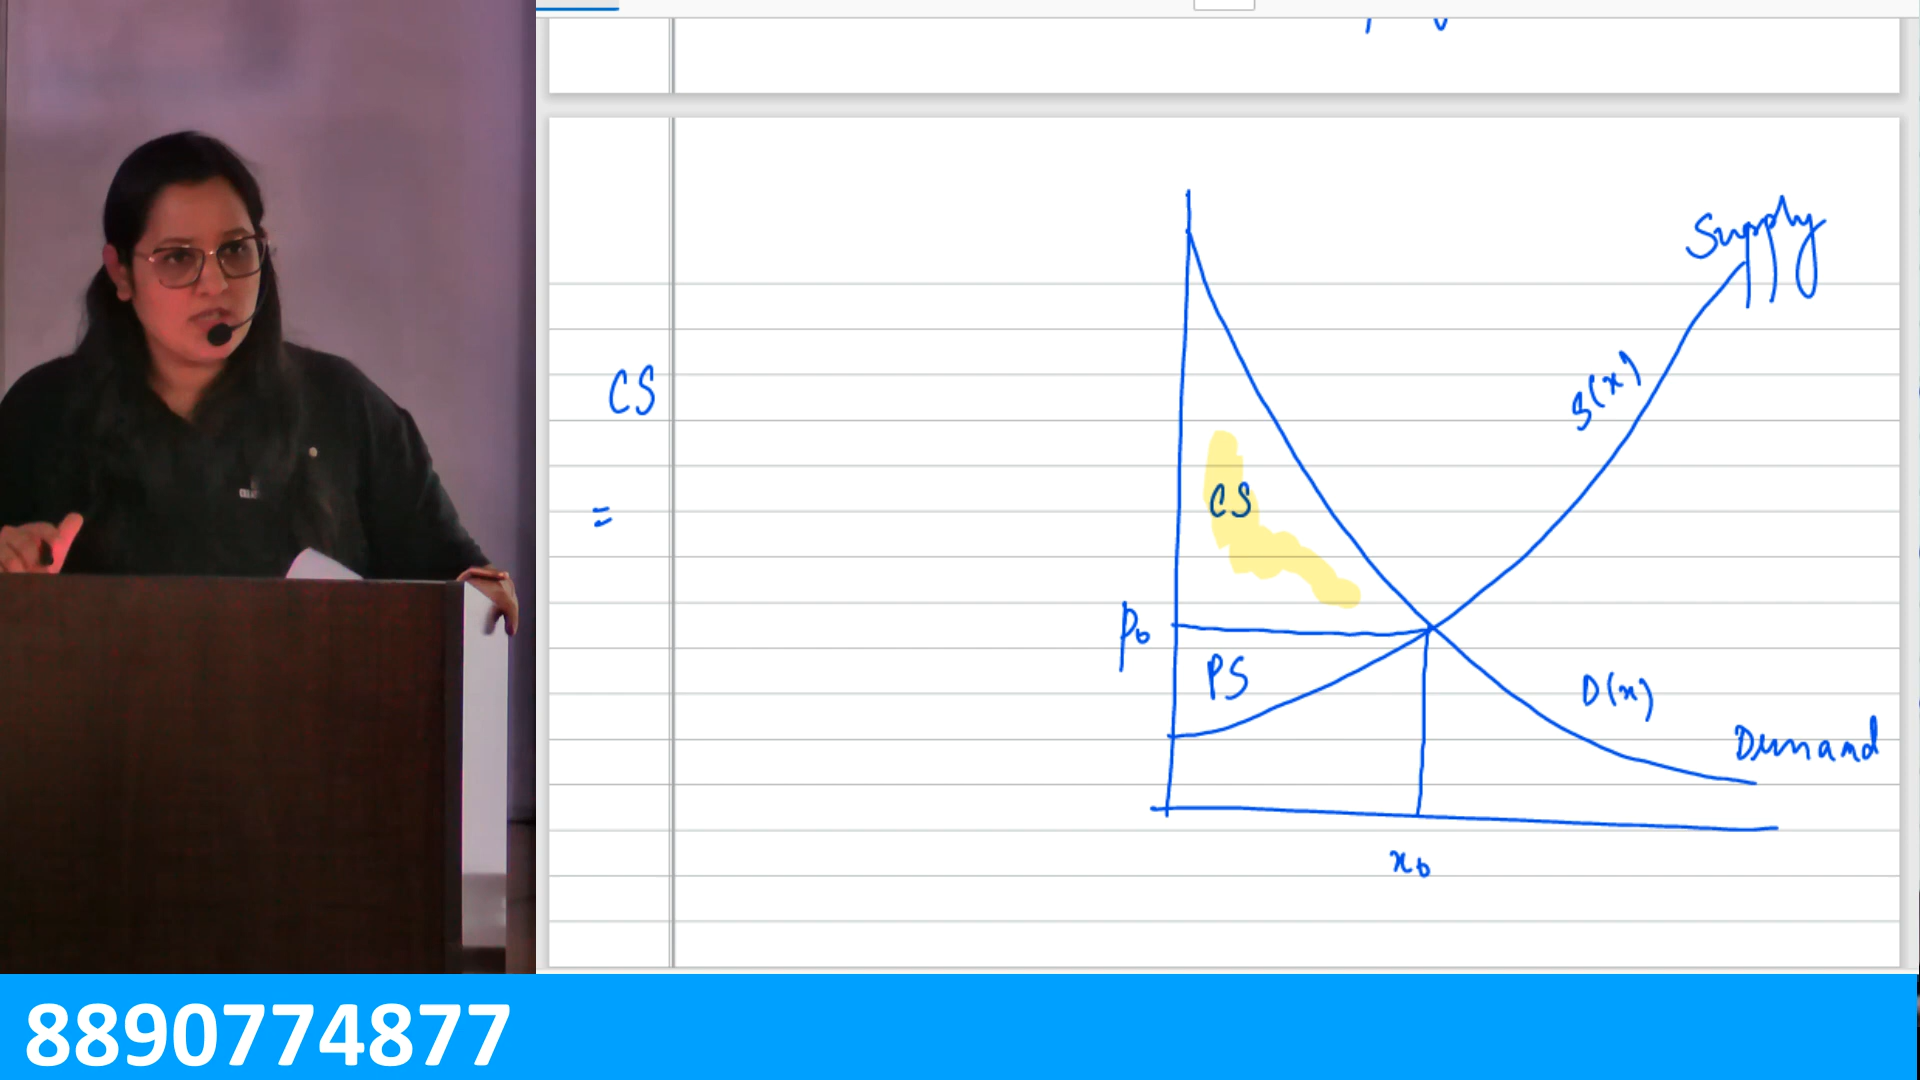 Supply
S(x)
CS
CS
=
p₀
PS
D(x)
Demand
x₀
8890774877